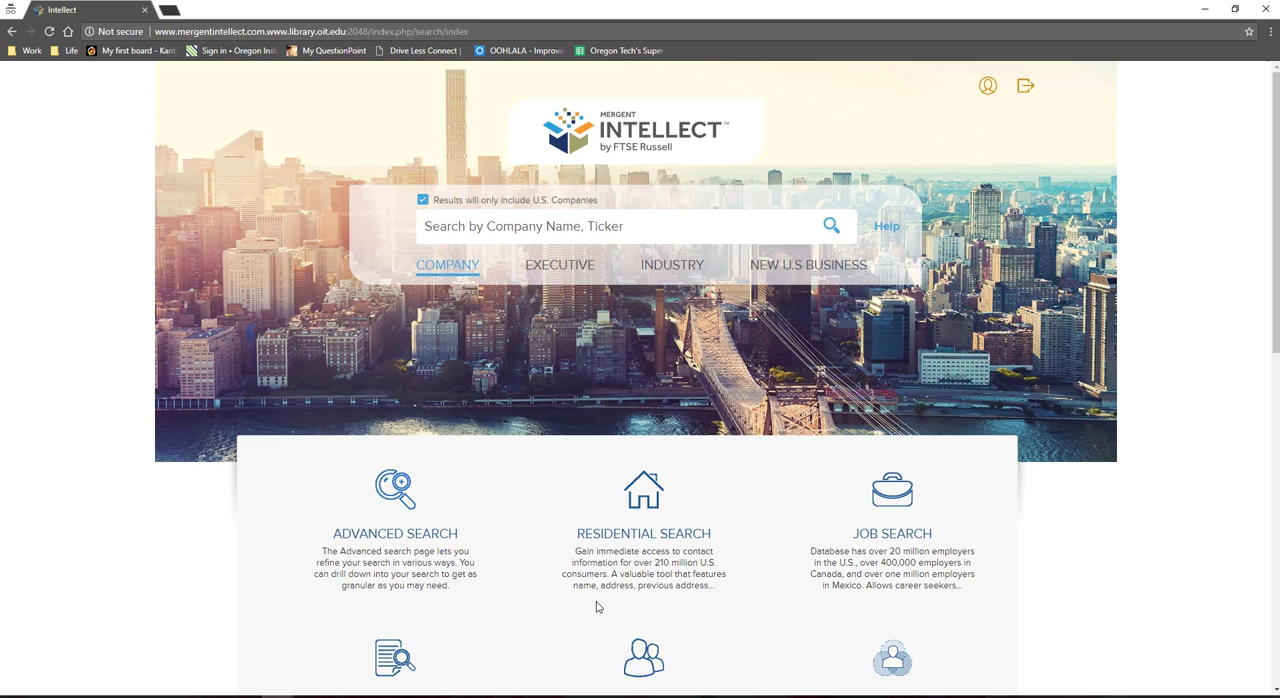 Intellect
Not secure | www.mergentintellect.com.www.library.oit.edu:2048/index.php/search/index
Work Life My first board - Kanb Sign in • Oregon Inst My QuestionPoint Drive Less Connect | OOHLALA - Improvin Oregon Tech's Super
MERGENT
INTELLECT™
by FTSE Russell
Results will only include U.S. Companies
Search by Company Name, Ticker
Help
COMPANY EXECUTIVE INDUSTRY NEW U.S BUSINESS
ADVANCED SEARCH
The Advanced search page lets you
refine your search in various ways. You
can drill down into your search to get as
granular as you may need.
RESIDENTIAL SEARCH
Gain immediate access to contact
information for over 210 million U.S.
consumers. A valuable tool that features
name, address, previous address...
JOB SEARCH
Database has over 20 million employers
in the U.S., over 400,000 employers in
Canada, and over one million employers
in Mexico. Allows career seekers...